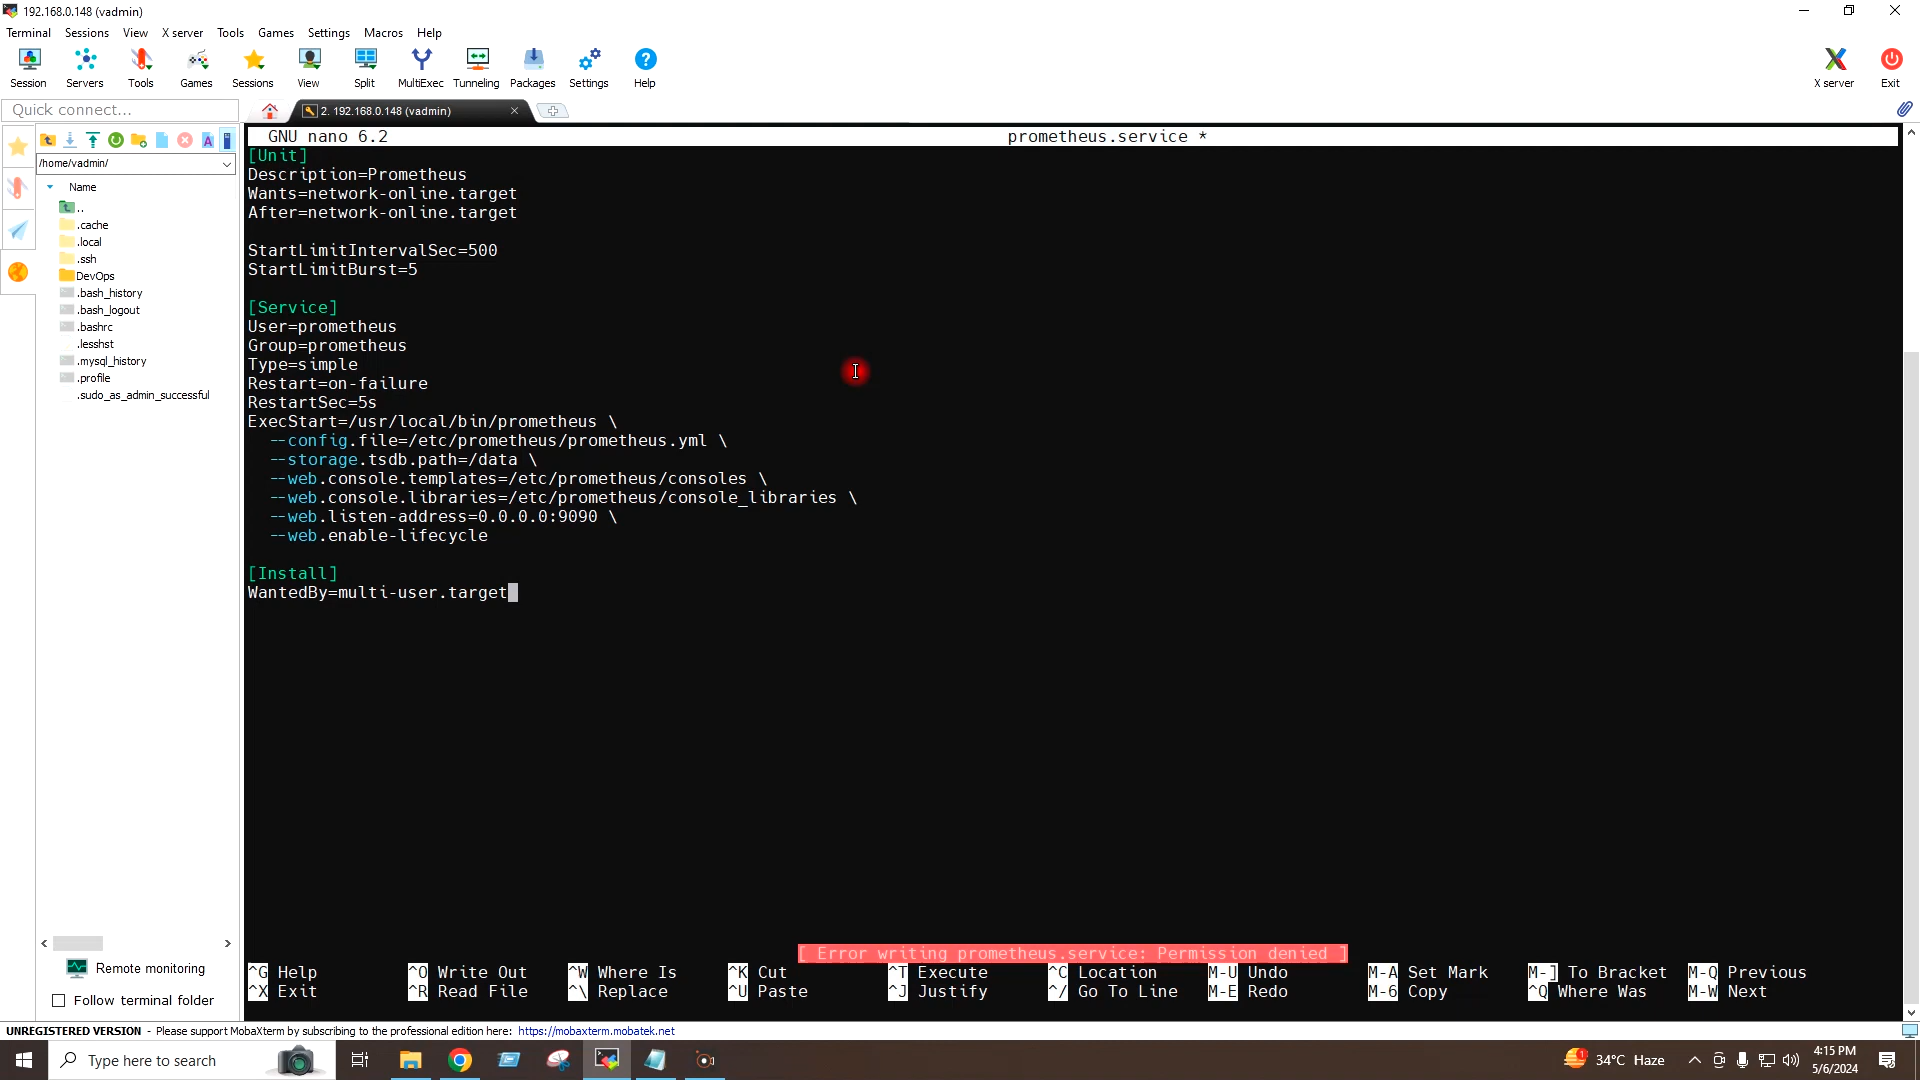 192.168.0.148 (vadmin)
Terminal Sessions View X server Tools Games Settings Macros Help
Session Servers Tools Games Sessions View Split MultiExec Tunneling Packages Settings Help X server Exit
Quick connect...
2. 192.168.0.148 (vadmin)
/home/vadmin/
Name
..
.cache
.local
.ssh
DevOps
.bash_history
.bash_logout
.bashrc
.lesshst
.mysql_history
.profile
.sudo_as_admin_successful
Remote monitoring
Follow terminal folder
GNU nano 6.2 prometheus.service *
[Unit]
Description=Prometheus
Wants=network-online.target
After=network-online.target
StartLimitIntervalSec=500
StartLimitBurst=5
[Service]
User=prometheus
Group=prometheus
Type=simple
Restart=on-failure
RestartSec=5s
ExecStart=/usr/local/bin/prometheus \
--config.file=/etc/prometheus/prometheus.yml \
--storage.tsdb.path=/data \
--web.console.templates=/etc/prometheus/consoles \
--web.console.libraries=/etc/prometheus/console_libraries \
--web.listen-address=0.0.0.0:9090 \
--web.enable-lifecycle
[Install]
WantedBy=multi-user.target
[ Error writing prometheus.service: Permission denied ]
^G Help ^O Write Out ^W Where Is ^K Cut ^T Execute ^C Location M-U Undo M-A Set Mark M-] To Bracket M-Q Previous
^X Exit ^R Read File ^\ Replace ^U Paste ^J Justify ^/ Go To Line M-E Redo M-6 Copy ^Q Where Was M-W Next
UNREGISTERED VERSION - Please support MobaXterm by subscribing to the professional edition here: https://mobaxterm.mobatek.net
Type here to search
1
34°C Haze
4:15 PM
5/6/2024